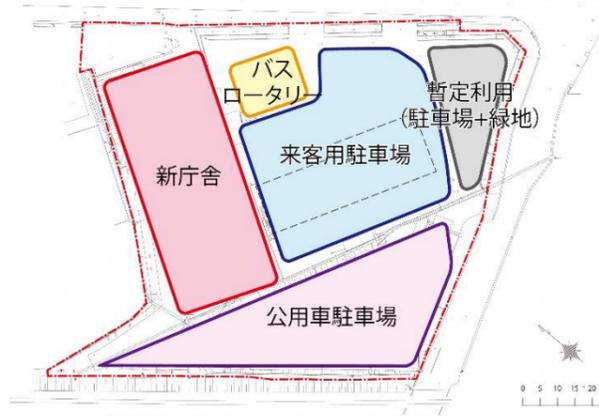 バス
ロータリー
暫定利用
(駐車場+緑地)
来客用駐車場
新庁舎
公用車駐車場
0 5 10 15 20